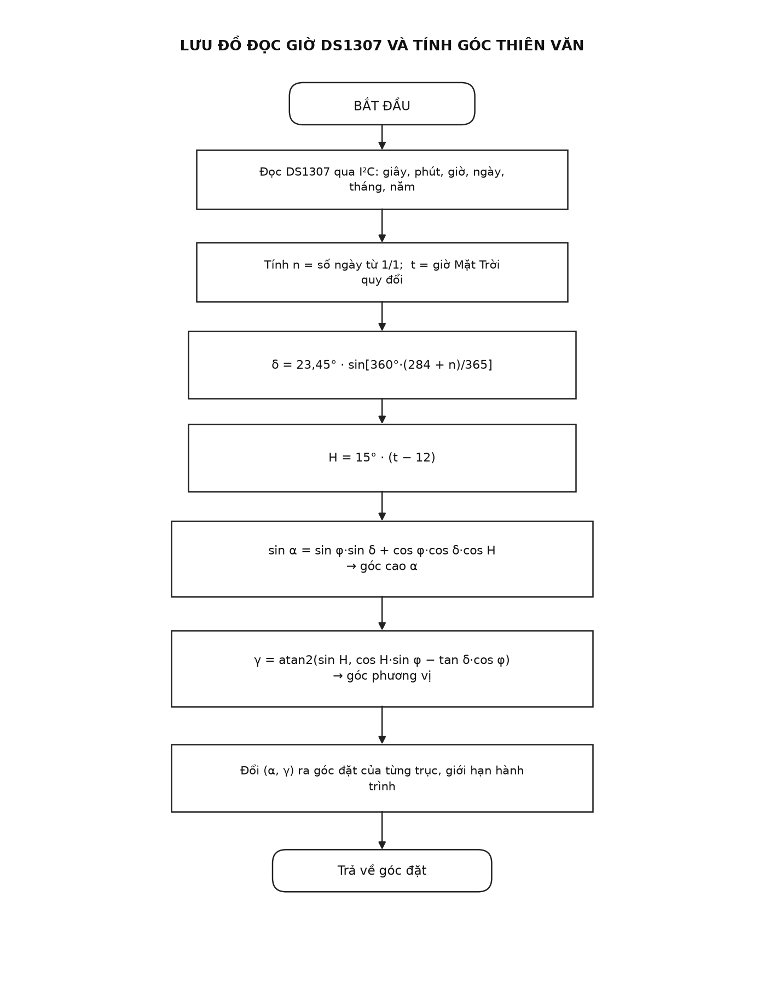 LƯU ĐỒ ĐỌC GIỜ DS1307 VÀ TÍNH GÓC THIÊN VĂN
BẮT ĐẦU
Đọc DS1307 qua I²C: giây, phút, giờ, ngày,
tháng, năm
Tính n = số ngày từ 1/1;  t = giờ Mặt Trời
quy đổi
δ = 23,45° · sin[360°·(284 + n)/365]
H = 15° · (t − 12)
sin α = sin φ·sin δ + cos φ·cos δ·cos H
→ góc cao α
γ = atan2(sin H, cos H·sin φ − tan δ·cos φ)
→ góc phương vị
Đổi (α, γ) ra góc đặt của từng trục, giới hạn hành
trình
Trả về góc đặt